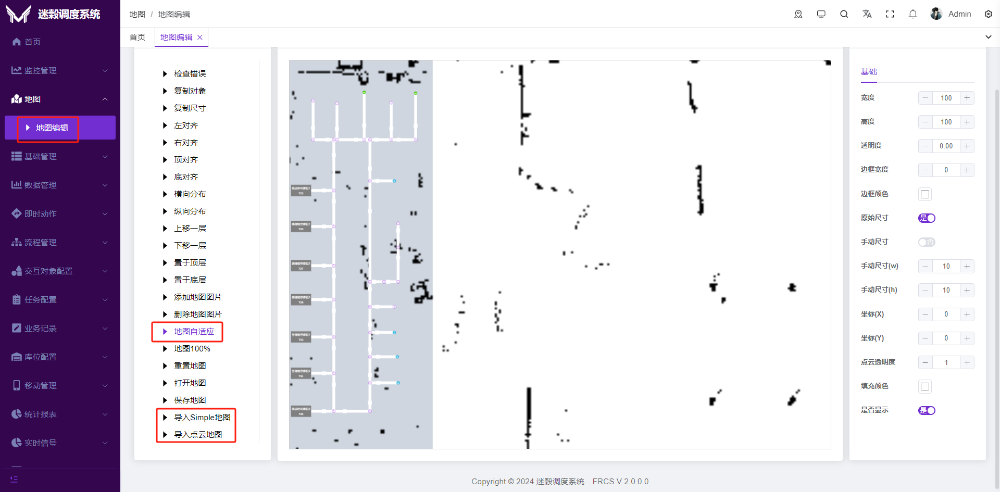 迷榖调度系统
首页
监控管理
地图
地图编辑
基础管理
数据管理
即时动作
流程管理
交互对象配置
任务配置
业务记录
库位配置
移动管理
统计报表
实时信号
地图 / 地图编辑
Admin
首页
地图编辑
检查错误
复制对象
复制尺寸
左对齐
右对齐
顶对齐
底对齐
横向分布
纵向分布
上移一层
下移一层
置于顶层
置于底层
添加地图图片
删除地图图片
地图自适应
地图100%
重置地图
打开地图
保存地图
导入Simple地图
导入点云地图
基础
宽度 100
高度 100
透明度 0.00
边框宽度 0
边框颜色
原始尺寸 是
手动尺寸 否
手动尺寸(w) 10
手动尺寸(h) 10
坐标(X) 0
坐标(Y) 0
点云透明度 1
填充颜色
是否显示 是
Copyright © 2024 迷榖调度系统 FRCS V 2.0.0.0